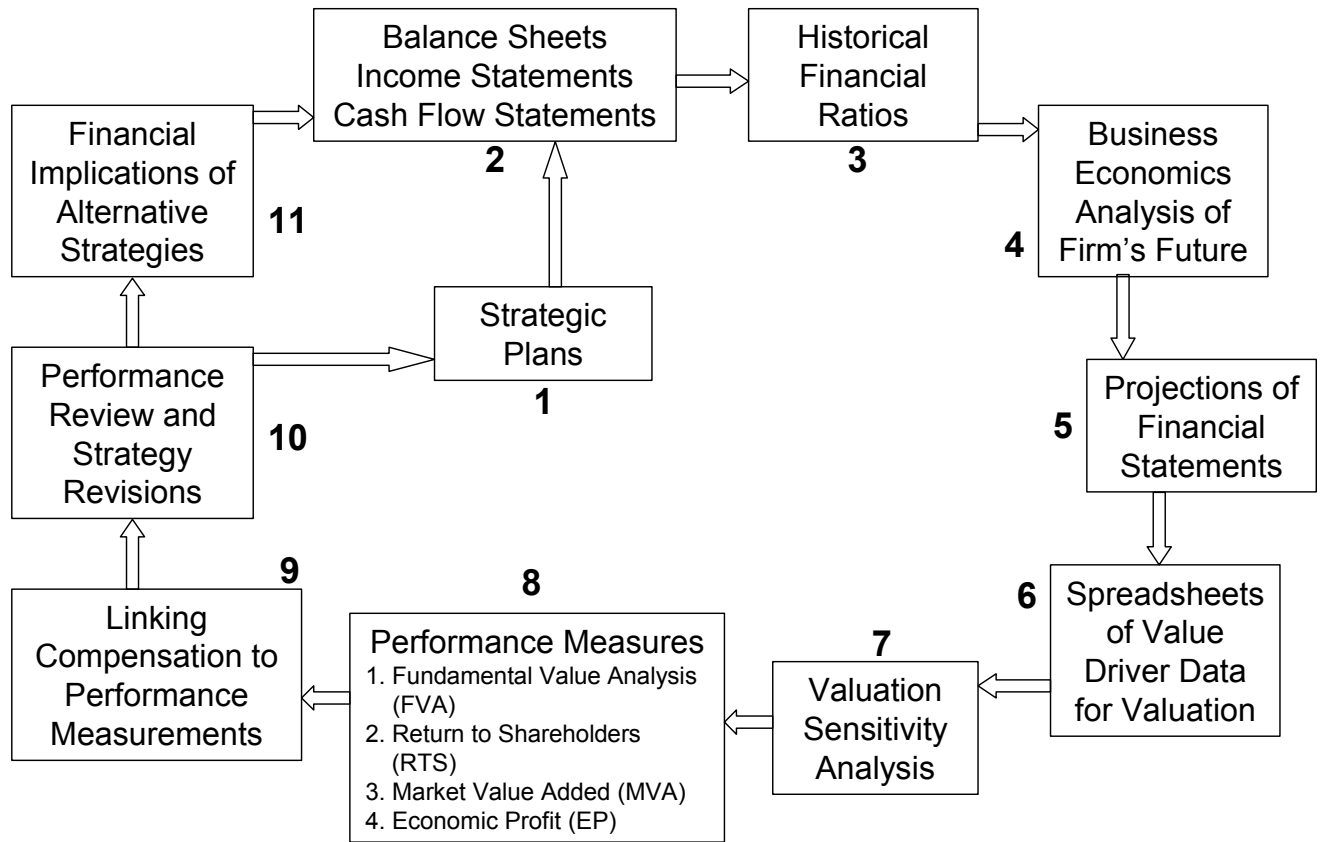 Balance Sheets
Income Statements
Cash Flow Statements
2
Historical
Financial
Ratios
3
Business
Economics
Analysis of
Firm’s Future
4
Projections of
Financial
Statements
5
Spreadsheets
of Value
Driver Data
for Valuation
6
7
Valuation
Sensitivity
Analysis
8
Performance Measures
1. Fundamental Value Analysis
(FVA)
2. Return to Shareholders
(RTS)
3. Market Value Added (MVA)
4. Economic Profit (EP)
9
Linking
Compensation to
Performance
Measurements
Performance
Review and
Strategy
Revisions
10
Financial
Implications of
Alternative
Strategies
11
Strategic
Plans
1